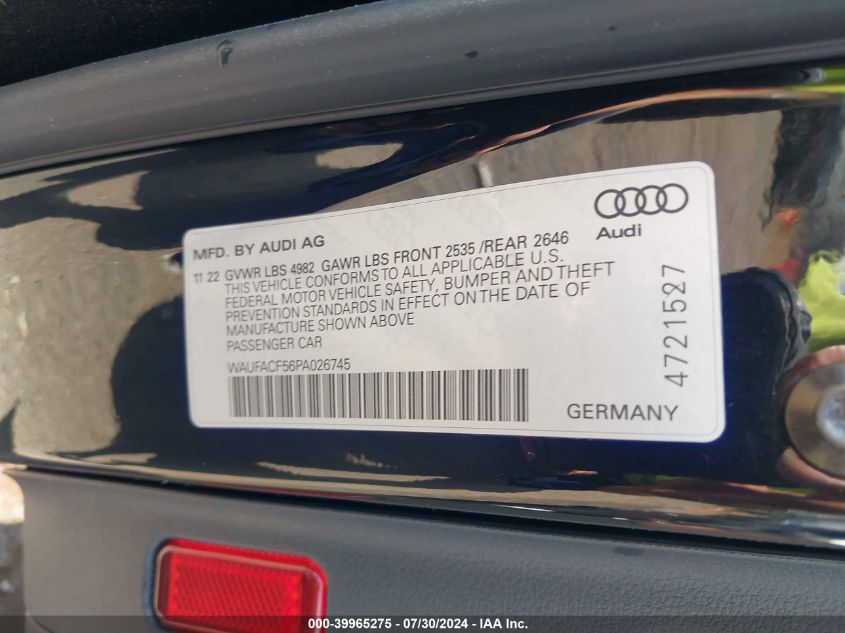 Audi
MFD. BY AUDI AG
11 22 GVWR LBS 4982 GAWR LBS FRONT 2535 /REAR 2646
THIS VEHICLE CONFORMS TO ALL APPLICABLE U.S.
FEDERAL MOTOR VEHICLE SAFETY, BUMPER AND THEFT
PREVENTION STANDARDS IN EFFECT ON THE DATE OF
MANUFACTURE SHOWN ABOVE
PASSENGER CAR
WAUFACF56PA026745
GERMANY
4721527
000-39965275 - 07/30/2024 - IAA Inc.